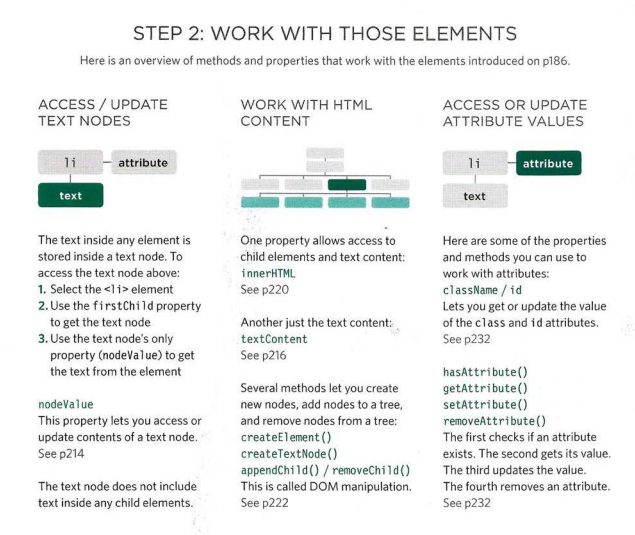 STEP 2: WORK WITH THOSE ELEMENTS
Here is an overview of methods and properties that work with the elements introduced on p186.
ACCESS / UPDATE
TEXT NODES
li
attribute
text
The text inside any element is
stored inside a text node. To
access the text node above:
1. Select the <li> element
2. Use the firstChild property
to get the text node
3. Use the text node's only
property (nodeValue) to get
the text from the element
nodeValue
This property lets you access or
update contents of a text node.
See p214
The text node does not include
text inside any child elements.
WORK WITH HTML
CONTENT
One property allows access to
child elements and text content:
innerHTML
See p220
Another just the text content:
textContent
See p216
Several methods let you create
new nodes, add nodes to a tree,
and remove nodes from a tree:
createElement()
createTextNode()
appendChild() / removeChild()
This is called DOM manipulation.
See p222
ACCESS OR UPDATE
ATTRIBUTE VALUES
li
attribute
text
Here are some of the properties
and methods you can use to
work with attributes:
className / id
Lets you get or update the value
of the class and id attributes.
See p232
hasAttribute()
getAttribute()
setAttribute()
removeAttribute()
The first checks if an attribute
exists. The second gets its value.
The third updates the value.
The fourth removes an attribute.
See p232